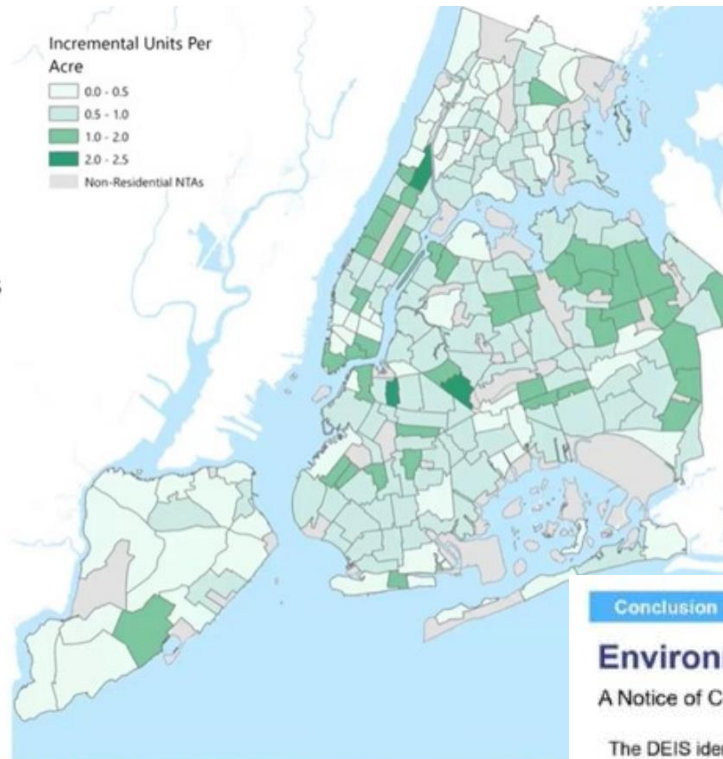 Incremental Units Per
Acre
0.0 - 0.5
0.5 - 1.0
1.0 - 2.0
2.0 - 2.5
Non-Residential NTAs
s
Conclusion
Environ
A Notice of C
The DEIS iden